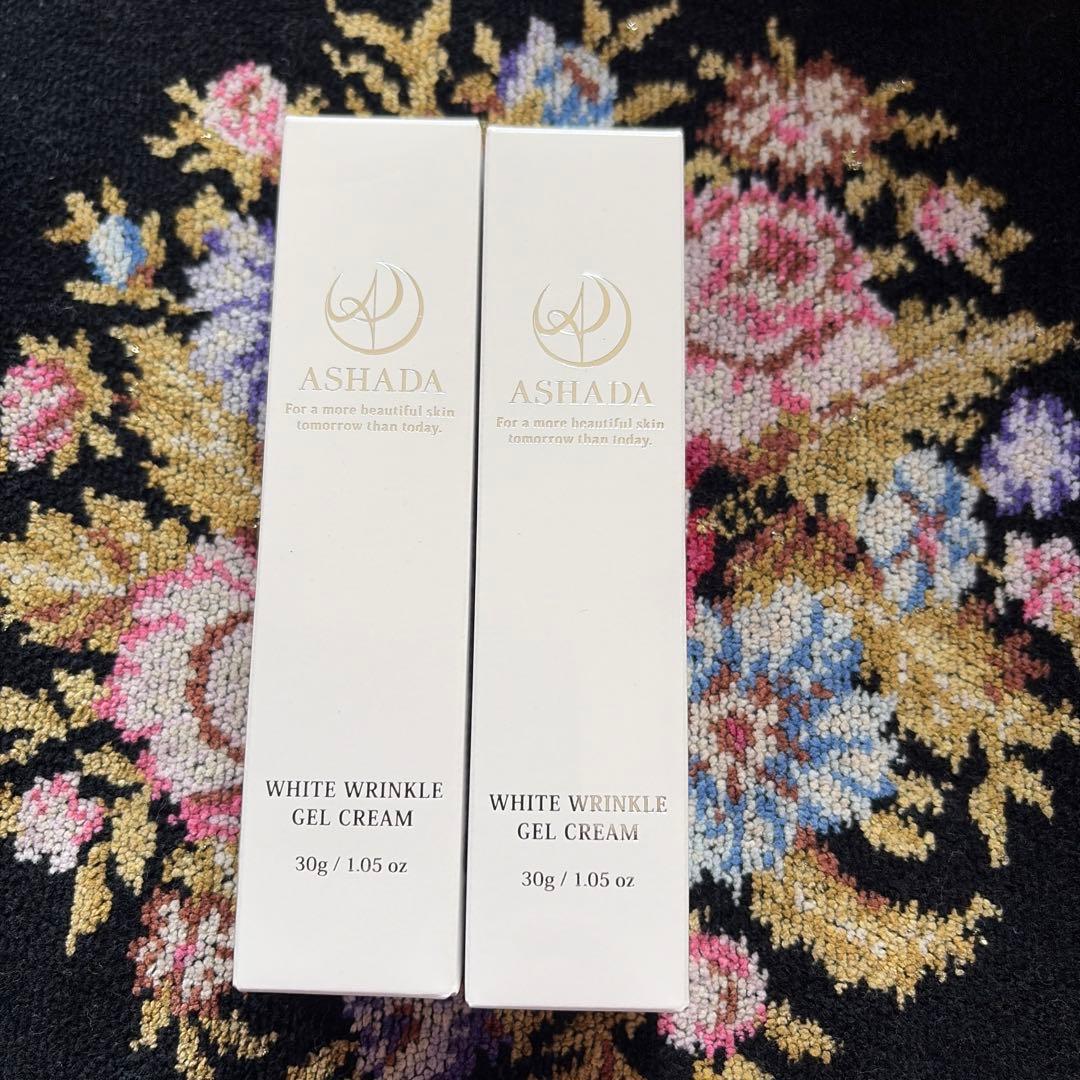 ASHADA
For a more beautiful skin
tomorrow than today.
WHITE WRINKLE
GEL CREAM
30g / 1.05 oz
ASHADA
For a more beautiful skin
tomorrow than today.
WHITE WRINKLE
GEL CREAM
30g / 1.05 oz